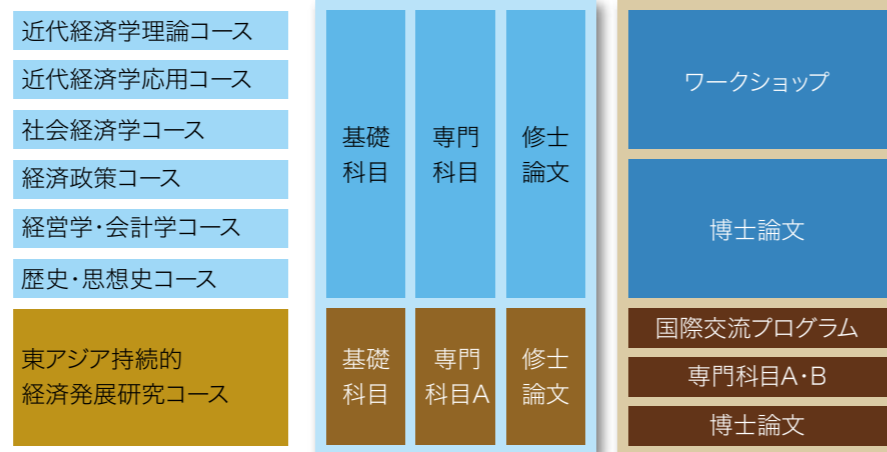 近代経済学理論コース
近代経済学応用コース
社会経済学コース
経済政策コース
経営学・会計学コース
歴史・思想史コース
東アジア持続的
経済発展研究コース
基礎
科目
専門
科目
修士
論文
基礎
科目
専門
科目A
修士
論文
ワークショップ
博士論文
国際交流プログラム
専門科目A・B
博士論文